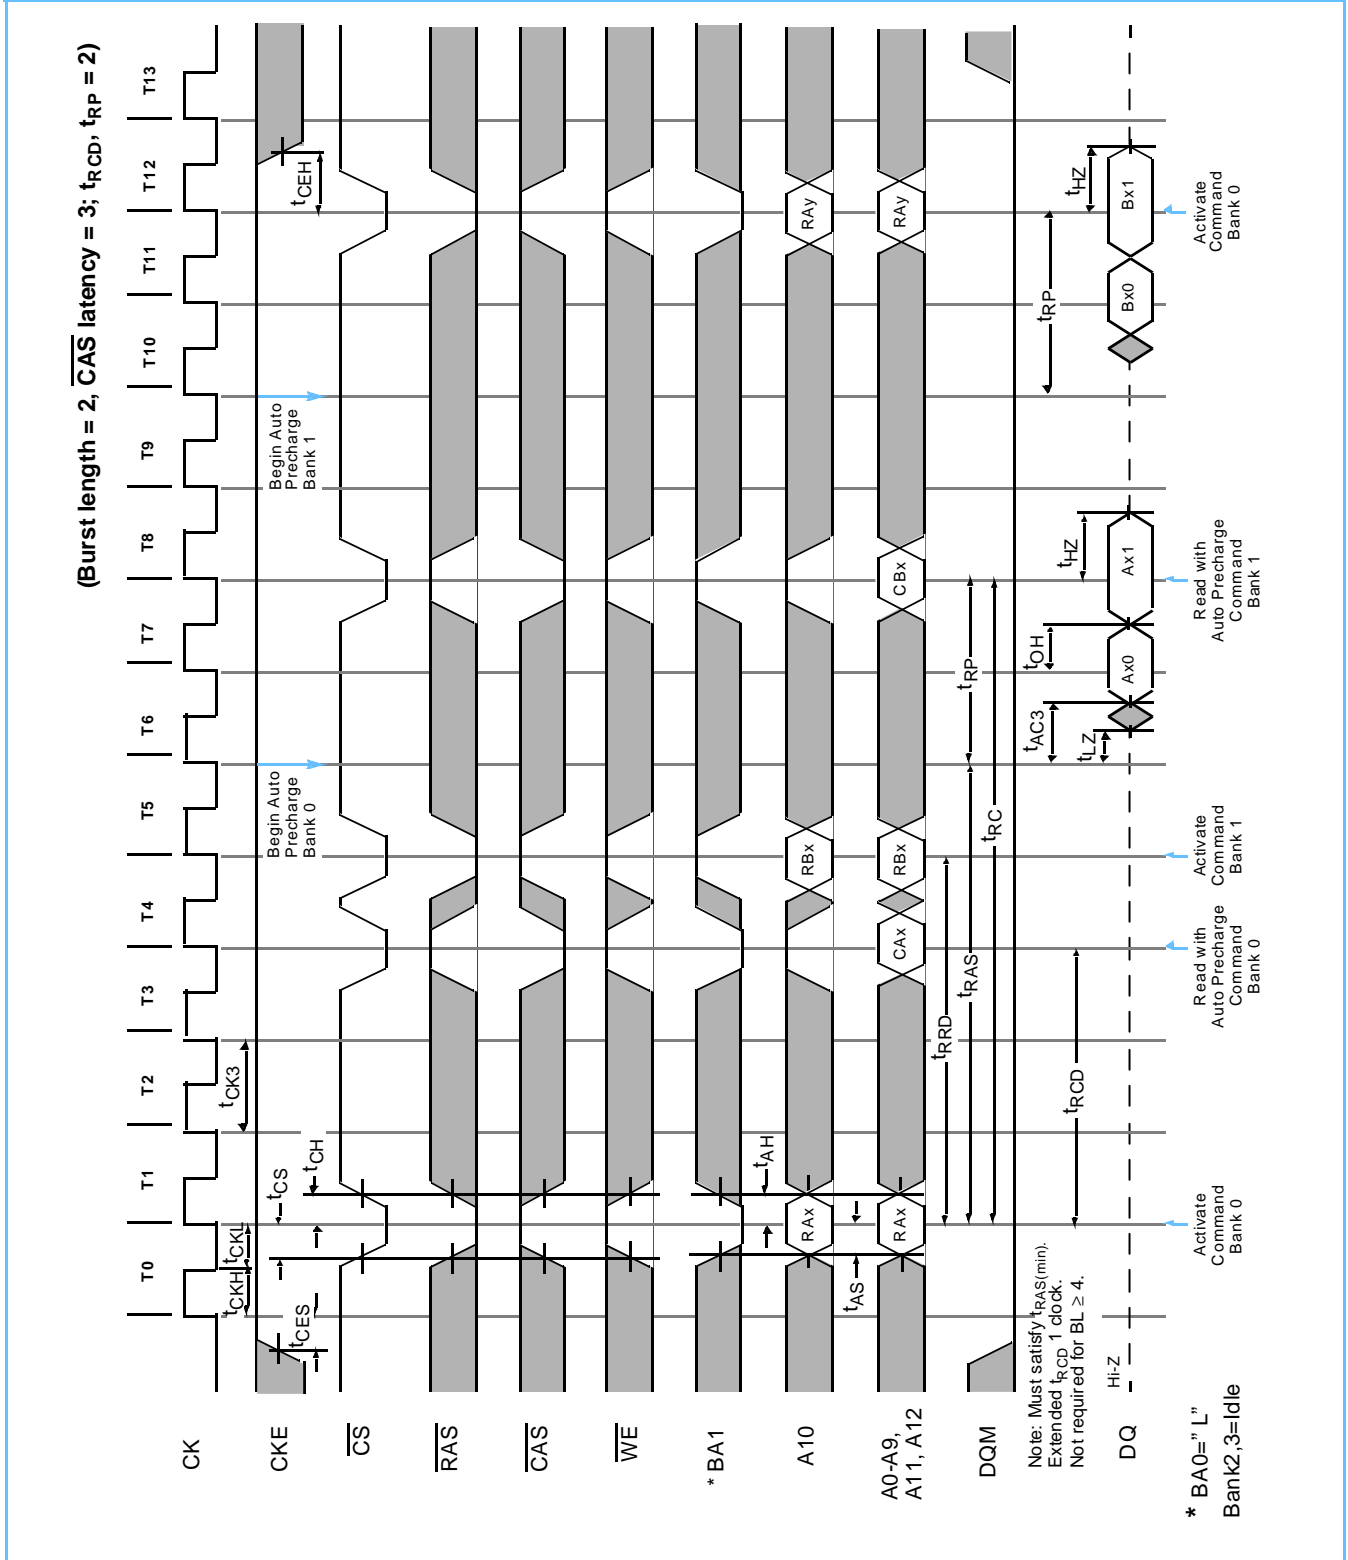 (Burst length = 2, CAS latency = 3; tRCD, tRP = 2)
T0 T1 T2 T3 T4 T5 T6 T7 T8 T9 T10 T11 T12 T13
CK
tCKH tCKL tCK3
CKE
tCES tCS tCH
Begin Auto
Precharge
Bank 0
Begin Auto
Precharge
Bank 1
tCEH
CS
RAS
CAS
WE
* BA1
tAH
A10
RAx RBx RAy
tAS
A0-A9,
A11, A12
RAx CAx RBx CBx RAy
tRRD
tRAS tRP
DQM
tRC
Note: Must satisfy tRAS(min).
Extended tRCD 1 clock.
Not required for BL ≥ 4.
tRCD
tAC3 tOH tRP
tLZ tHZ tHZ
Hi-Z
DQ
Ax0 Ax1 Bx0 Bx1
Activate
Command
Bank 0
Read with
Auto Precharge
Command
Bank 0
Activate
Command
Bank 1
Read with
Auto Precharge
Command
Bank 1
Activate
Command
Bank 0
* BA0=” L”
Bank2,3=Idle